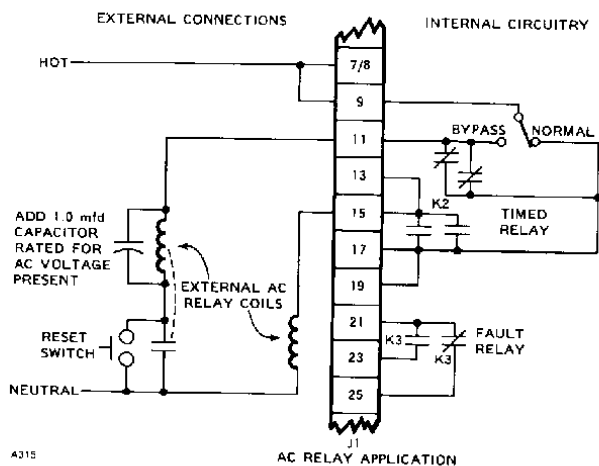 EXTERNAL CONNECTIONS
INTERNAL CIRCUITRY
HOT
7/8
9
11
BYPASS
NORMAL
13
K2
15
TIMED
RELAY
17
19
ADD 1.0 mfd
CAPACITOR
RATED FOR
AC VOLTAGE
PRESENT
EXTERNAL AC
RELAY COILS
RESET
SWITCH
21
K3
K3
FAULT
RELAY
23
25
NEUTRAL
J1
A315
AC RELAY APPLICATION